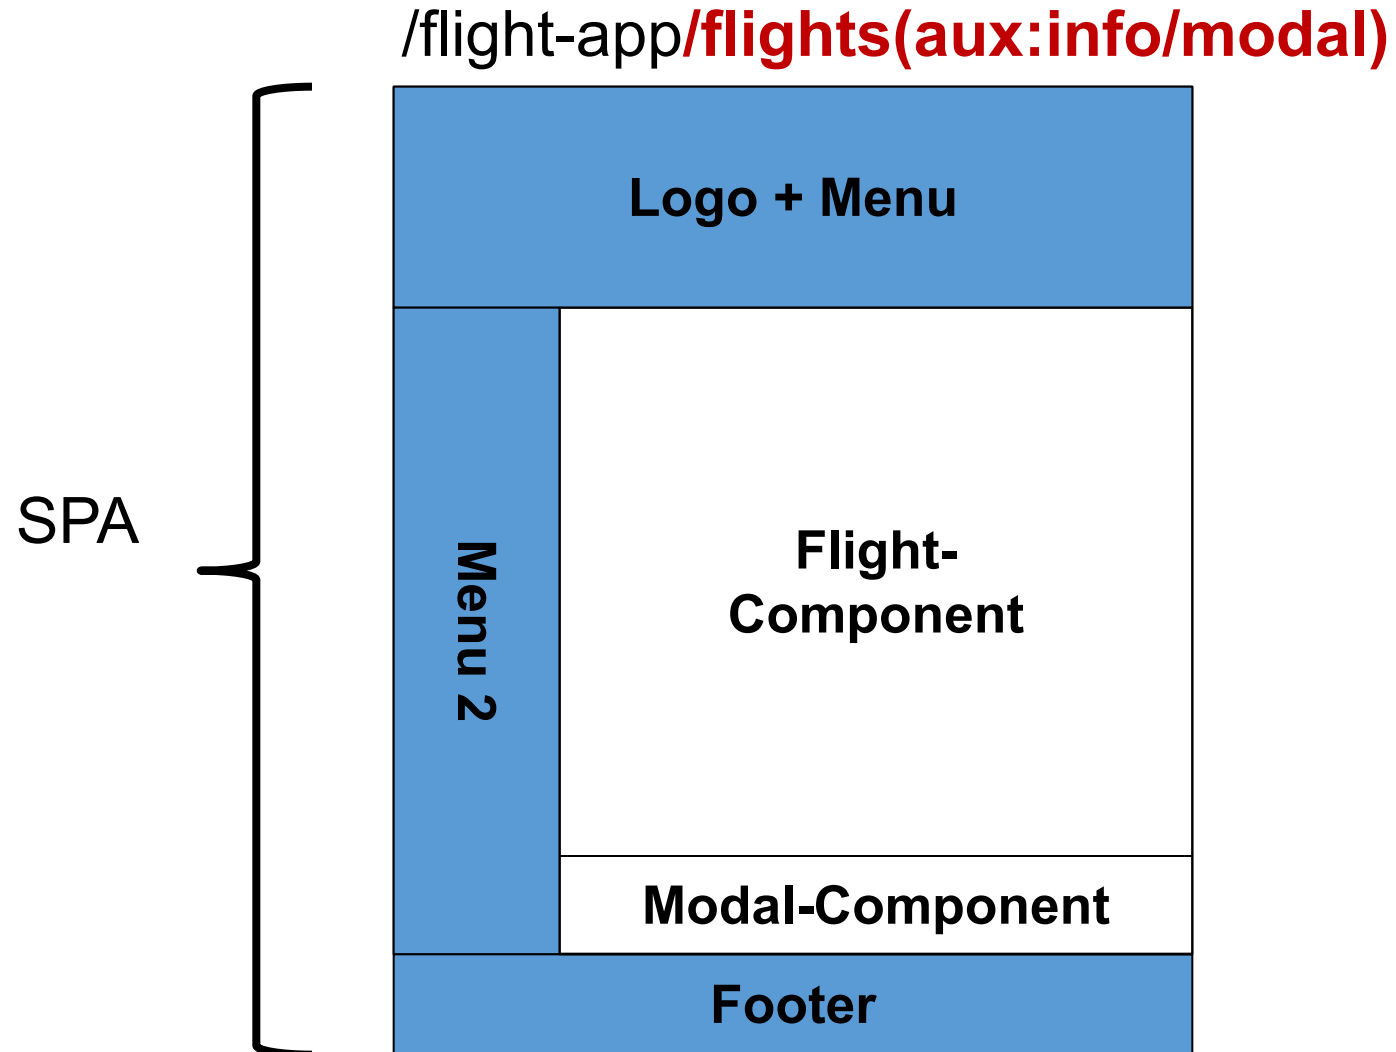 /flight-app/flights(aux:info/modal)
Logo + Menu
SPA
Menu 2
Flight-
Component
Modal-Component
Footer